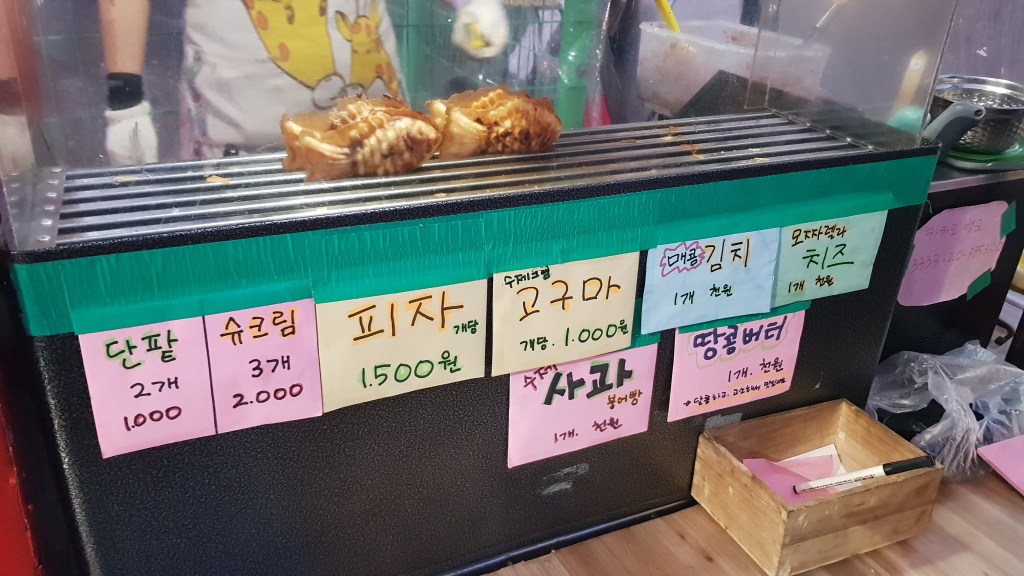 단팥
2개
1.000
슈크림
3개
2.000
피자
개당
1.500원
수제크림
고구마
개당. 1.000원
매콤 김치
1개 천원
모짜렐라
치즈
1개 천원
수제
사과
붕어빵
1개. 천원
땅콩버터
1개. 천원